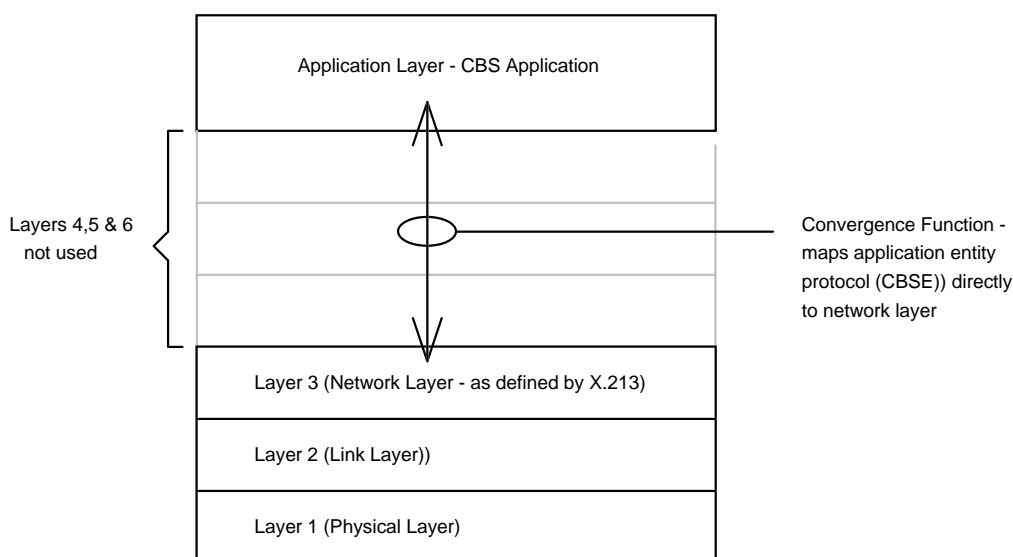 Application Layer - CBS Application
Layers 4,5 & 6
not used
Convergence Function -
maps application entity
protocol (CBSE)) directly
to network layer
Layer 3 (Network Layer - as defined by X.213)
Layer 2 (Link Layer))
Layer 1 (Physical Layer)